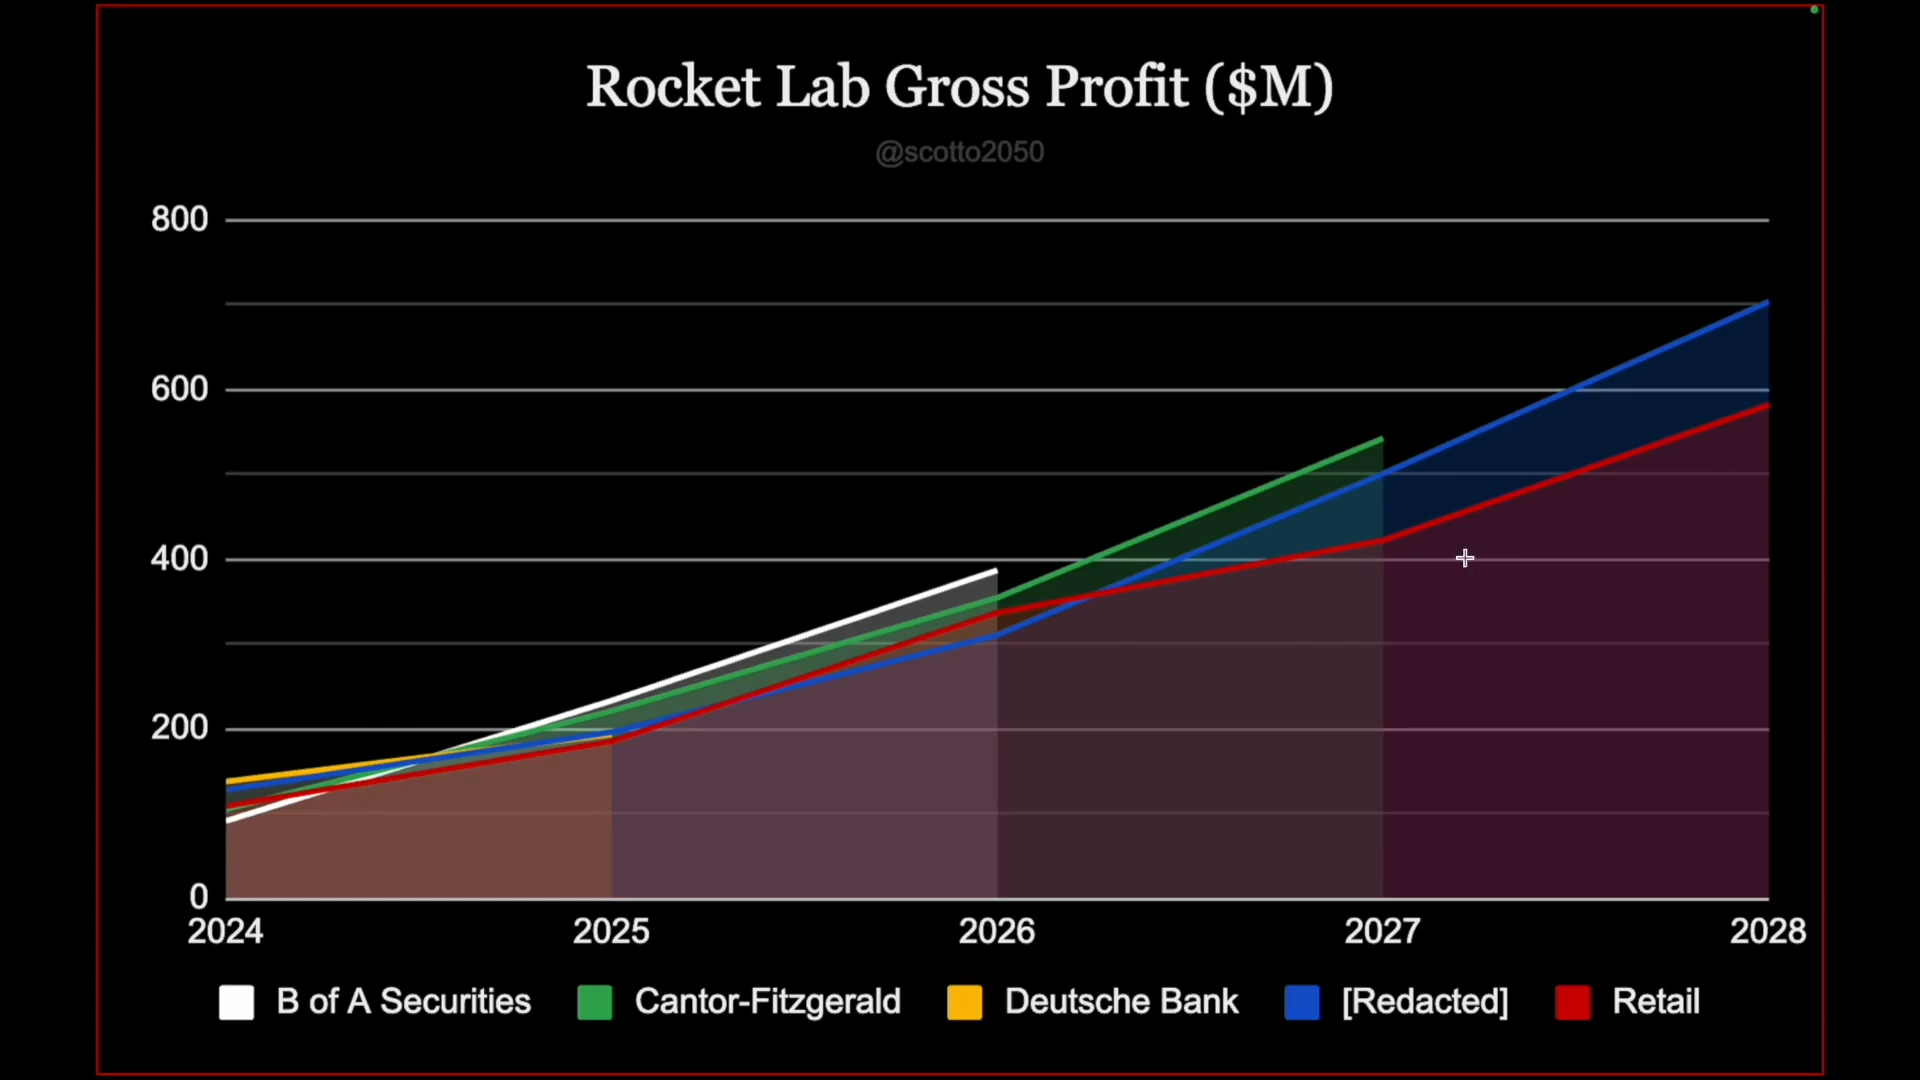 Rocket Lab Gross Profit ($M)
@scotto2050
800
600
400
200
0
2024 2025 2026 2027 2028
B of A Securities Cantor-Fitzgerald Deutsche Bank [Redacted] Retail